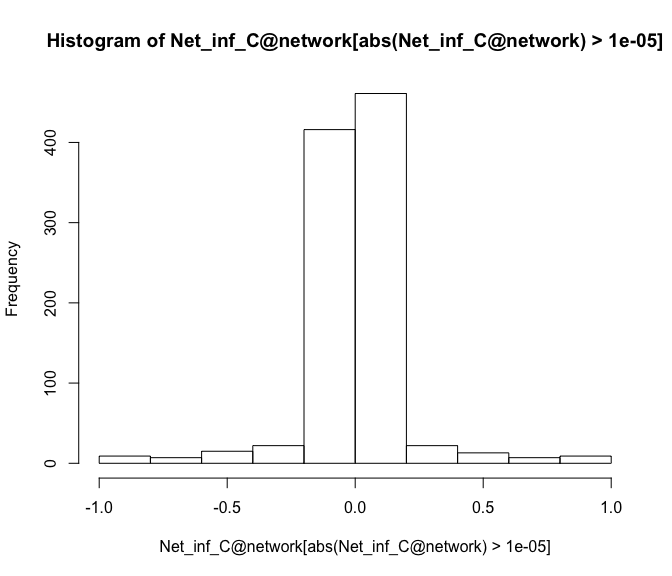 Histogram of Net_inf_C@network[abs(Net_inf_C@network) > 1e-05]
Frequency
400
300
200
100
0
-1.0 -0.5 0.0 0.5 1.0
Net_inf_C@network[abs(Net_inf_C@network) > 1e-05]